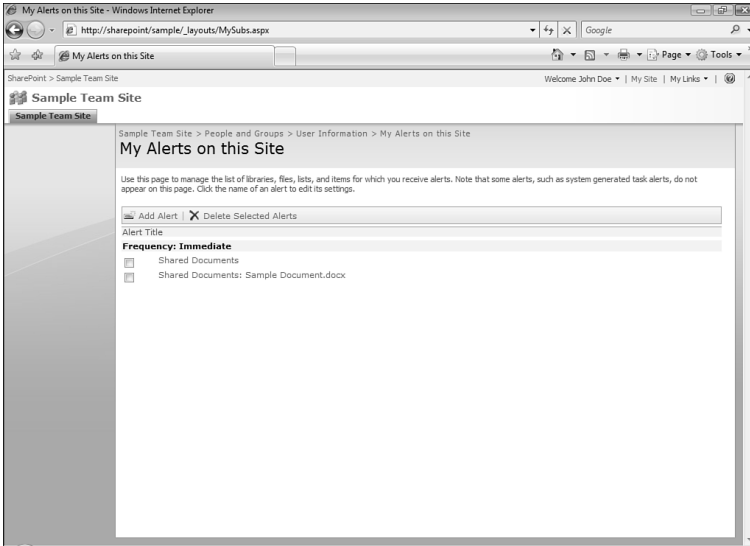 My Alerts on this Site - Windows Internet Explorer
http://sharepoint/sample/_layouts/MySubs.aspx
Google
My Alerts on this Site
Page
Tools
SharePoint > Sample Team Site
Welcome John Doe | My Site | My Links |
Sample Team Site
Sample Team Site
Sample Team Site > People and Groups > User Information > My Alerts on this Site
My Alerts on this Site
Use this page to manage the list of libraries, files, lists, and items for which you receive alerts. Note that some alerts, such as system generated task alerts, do not
appear on this page. Click the name of an alert to edit its settings.
Add Alert | Delete Selected Alerts
Alert Title
Frequency: Immediate
Shared Documents
Shared Documents: Sample Document.docx